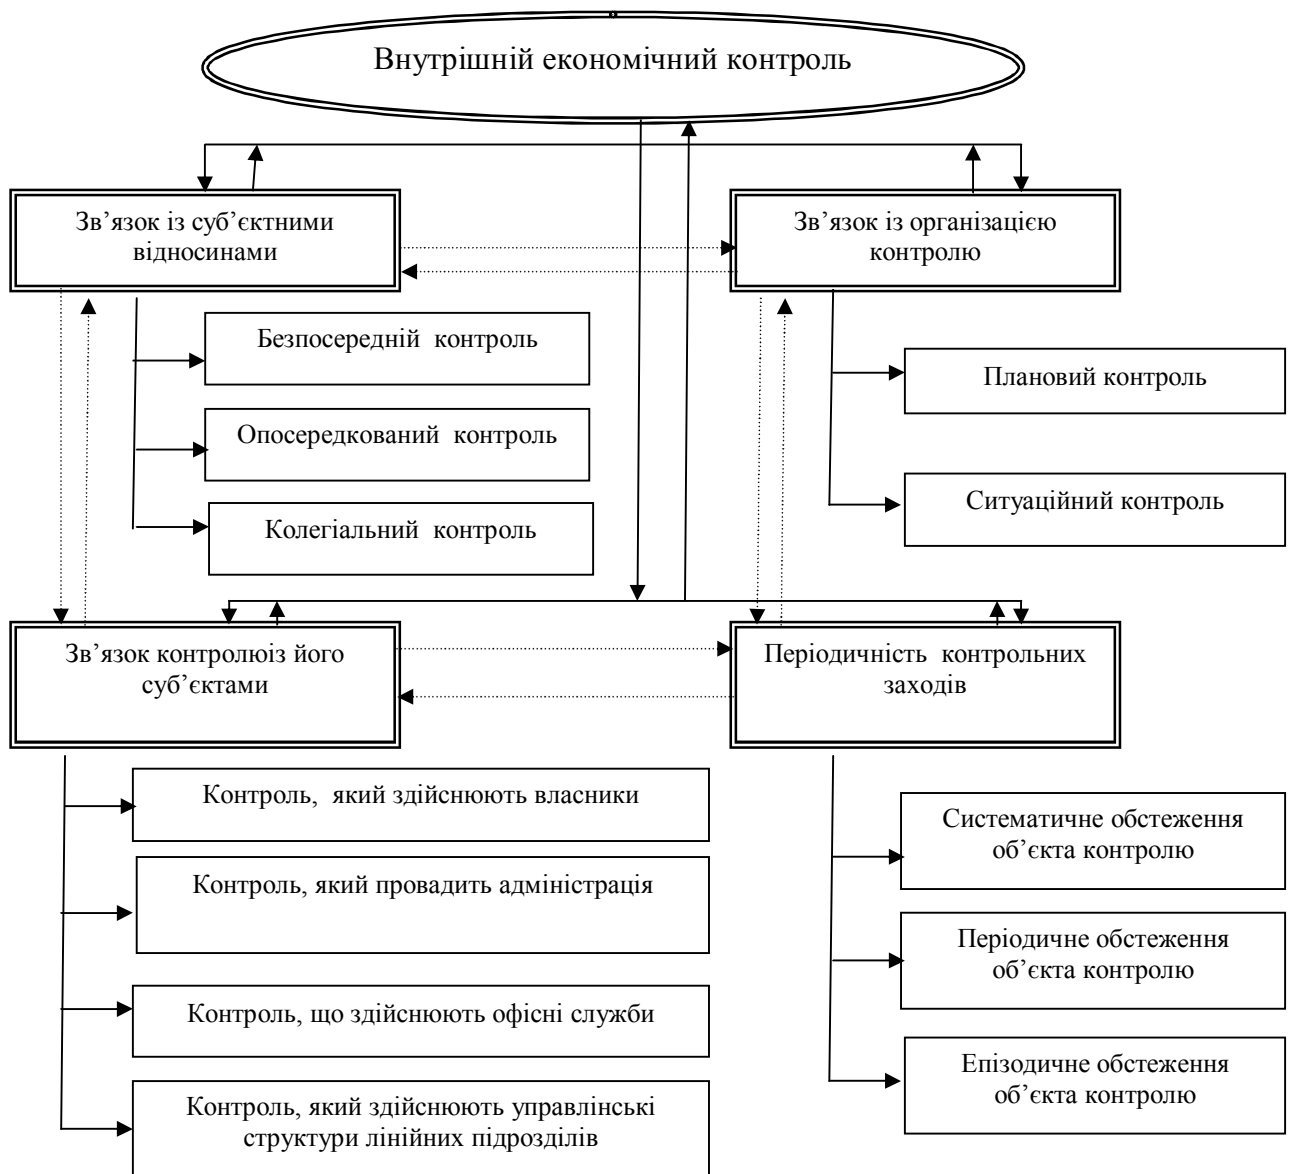 Внутрішній економічний контроль
Зв’язок із суб’єктними
відносинами
Зв’язок із організацією
контролю
Безпосередній контроль
Опосередкований контроль
Колегіальний контроль
Плановий контроль
Ситуаційний контроль
Зв’язок контролюіз його
суб’єктами
Періодичність контрольних
заходів
Контроль, який здійснюють власники
Контроль, який провадить адміністрація
Контроль, що здійснюють офісні служби
Контроль, який здійснюють управлінські
структури лінійних підрозділів
Систематичне обстеження
об’єкта контролю
Періодичне обстеження
об’єкта контролю
Епізодичне обстеження
об’єкта контролю